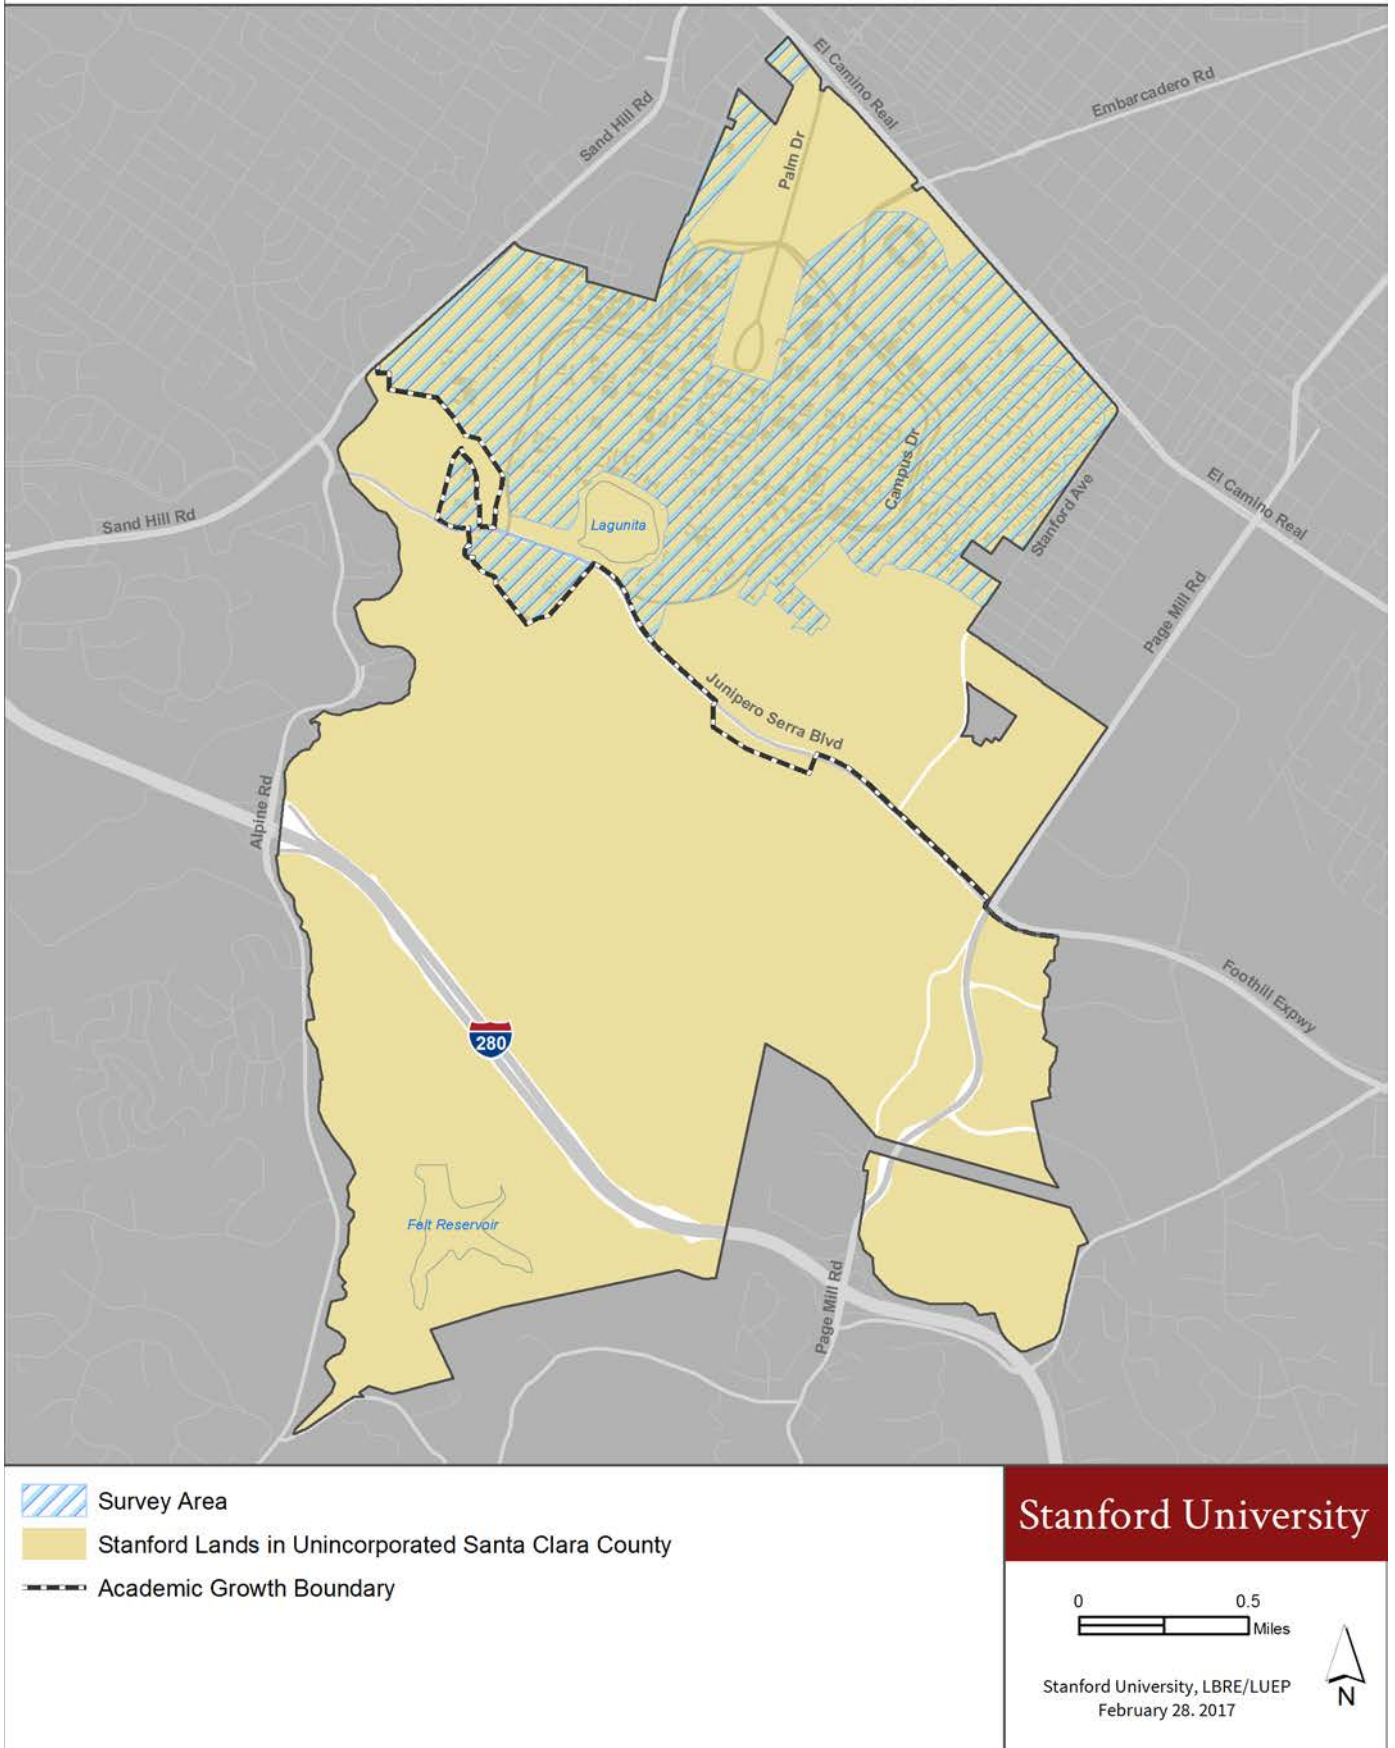 El Camino Real
Embarcadero Rd
Sand Hill Rd
Palm Dr
Campus Dr
Stanford Ave
El Camino Real
Lagunita
Sand Hill Rd
Page Mill Rd
Junipero Serra Blvd
Alpine Rd
Foothill Expwy
280
Felt Reservoir
Page Mill Rd
Survey Area
Stanford Lands in Unincorporated Santa Clara County
Academic Growth Boundary
Stanford University
0 0.5
Miles
N
Stanford University, LBRE/LUEP
February 28. 2017